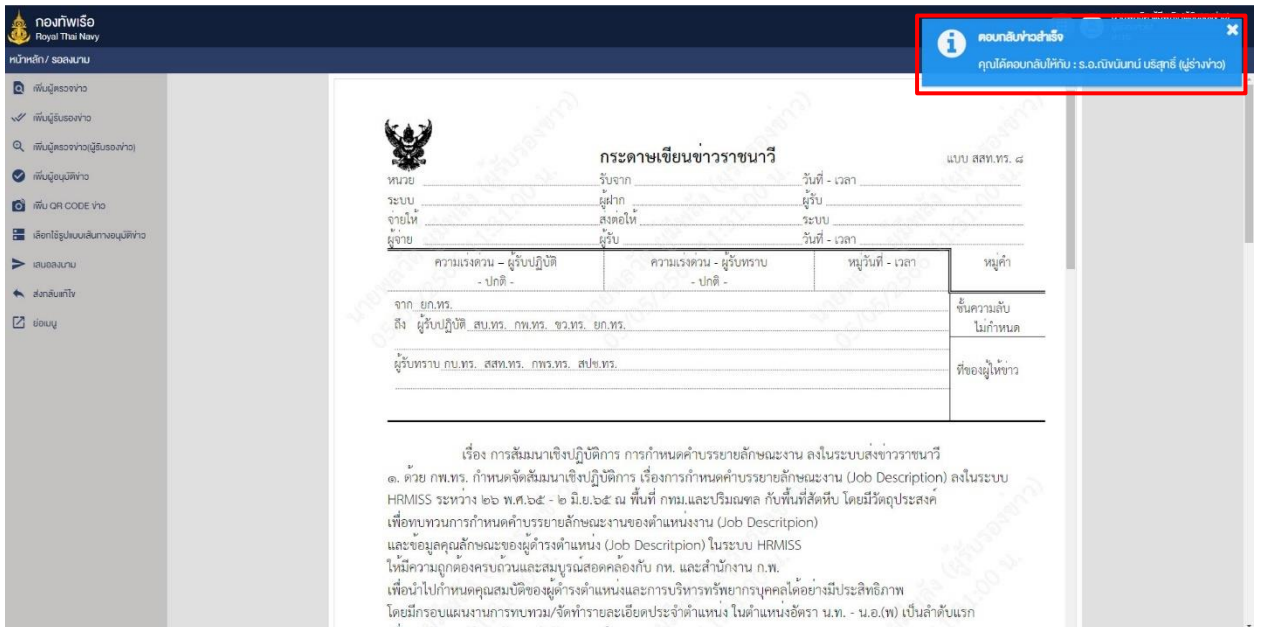 กองทัพเรือ
Royal Thai Navy
หน้าหลัก/ รอลงนาม
ตอบกลับข่าวสำเร็จ
คุณได้ตอบกลับให้กับ : ร.อ.ณิชนันทน์ บริสุทธิ์ (ผู้ร่างข่าว)
เพิ่มผู้ตรวจข่าว
เพิ่มผู้รับรองข่าว
เพิ่มผู้ตรวจข่าว(ผู้รับรองข่าว)
เพิ่มผู้อนุมัติข่าว
เพิ่ม QR CODE ข่าว
เลือกใช้รูปแบบเส้นทางอนุมัติข่าว
เสนอลงนาม
ส่งกลับแก้ไข
ย่อเมนู
กระดาษเขียนข่าวราชนาวี
แบบ สสท.ทร. ๘
หน่วย รับจาก วันที่ - เวลา
ระบบ ผู้ฝาก ผู้รับ
จ่ายให้ ส่งต่อให้ ระบบ
ผู้จ่าย ผู้รับ วันที่ - เวลา
ความเร่งด่วน – ผู้รับปฏิบัติ ความเร่งด่วน - ผู้รับทราบ หมู่วันที่ - เวลา หมู่คำ
- ปกติ - - ปกติ -
จาก ยก.ทร. ชั้นความลับ
ถึง ผู้รับปฏิบัติ สบ.ทร. กพ.ทร. ขว.ทร. ยก.ทร. ไม่กำหนด
ผู้รับทราบ กบ.ทร. สสท.ทร. กพร.ทร. สปช.ทร. ที่ของผู้ให้ข่าว
เรื่อง การสัมมนาเชิงปฏิบัติการ การกำหนดคำบรรยายลักษณะงาน ลงในระบบส่งข่าวราชนาวี
๑. ด้วย กพ.ทร. กำหนดจัดสัมมนาเชิงปฏิบัติการ เรื่องการกำหนดคำบรรยายลักษณะงาน (Job Description) ลงในระบบ
HRMISS ระหว่าง ๒๖ พ.ศ.๖๕ - ๒ มิ.ย.๖๕ ณ พื้นที่ กทม.และปริมณฑล กับพื้นที่สัตหีบ โดยมีวัตถุประสงค์
เพื่อทบทวนการกำหนดคำบรรยายลักษณะงานของตำแหน่งงาน (Job Descritpion)
และข้อมูลคุณลักษณะของผู้ดำรงตำแหน่ง (Job Descritpion) ในระบบ HRMISS
ให้มีความถูกต้องครบถ้วนและสมบูรณ์สอดคล้องกับ กห. และสำนักงาน ก.พ.
เพื่อนำไปกำหนดคุณสมบัติของผู้ดำรงตำแหน่งและการบริหารทรัพยากรบุคคลได้อย่างมีประสิทธิภาพ
โดยมีกรอบแผนงานการทบทวม/จัดทำรายละเอียดประจำตำแหน่ง ในตำแหน่งอัตรา น.ท. - น.อ.(พ) เป็นลำดับแรก